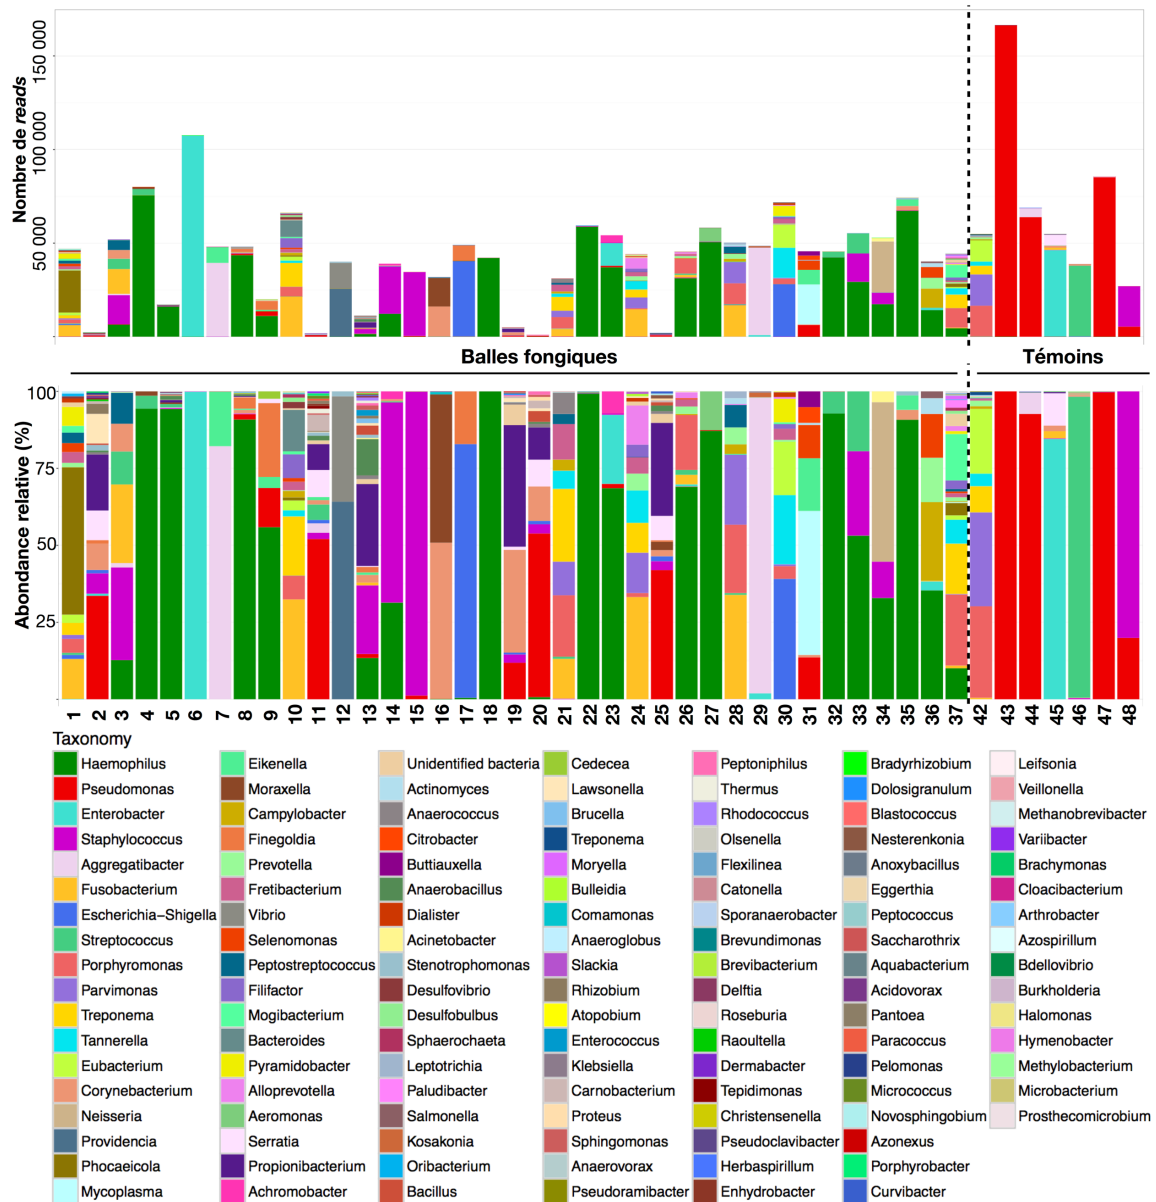 Nombre de reads
150 000
100 000
50 000
Balles fongiques
Témoins
Abondance relative (%)
100
75
50
25
1 2 3 4 5 6 7 8 9 10 11 12 13 14 15 16 17 18 19 20 21 22 23 24 25 26 27 28 29 30 31 32 33 34 35 36 37 42 43 44 45 46 47 48
Taxonomy
Haemophilus Eikenella Unidentified bacteria Cedecea Peptoniphilus Bradyrhizobium Leifsonia
Pseudomonas Moraxella Actinomyces Lawsonella Thermus Dolosigranulum Veillonella
Enterobacter Campylobacter Anaerococcus Brucella Rhodococcus Blastococcus Methanobrevibacter
Staphylococcus Finegoldia Citrobacter Treponema Olsenella Nesterenkonia Variibacter
Aggregatibacter Prevotella Buttiauxella Moryella Flexilinea Anoxybacillus Brachymonas
Fusobacterium Fretibacterium Anaerobacillus Bulleidia Catonella Eggerthia Cloacibacterium
Escherichia−Shigella Vibrio Dialister Comamonas Sporanaerobacter Peptococcus Arthrobacter
Streptococcus Selenomonas Acinetobacter Anaeroglobus Brevundimonas Saccharothrix Azospirillum
Porphyromonas Peptostreptococcus Stenotrophomonas Slackia Brevibacterium Aquabacterium Bdellovibrio
Parvimonas Filifactor Desulfovibrio Rhizobium Delftia Acidovorax Burkholderia
Treponema Mogibacterium Desulfobulbus Atopobium Roseburia Pantoea Halomonas
Tannerella Bacteroides Sphaerochaeta Enterococcus Raoultella Paracoccus Hymenobacter
Eubacterium Pyramidobacter Leptotrichia Klebsiella Dermabacter Pelomonas Methylobacterium
Corynebacterium Alloprevotella Paludibacter Carnobacterium Tepidimonas Micrococcus Microbacterium
Neisseria Aeromonas Salmonella Proteus Christensenella Novosphingobium Prosthecomicrobium
Providencia Serratia Kosakonia Sphingomonas Pseudoclavibacter Azonexus
Phocaeicola Propionibacterium Oribacterium Anaerovorax Herbaspirillum Porphyrobacter
Mycoplasma Achromobacter Bacillus Pseudoramibacter Enhydrobacter Curvibacter